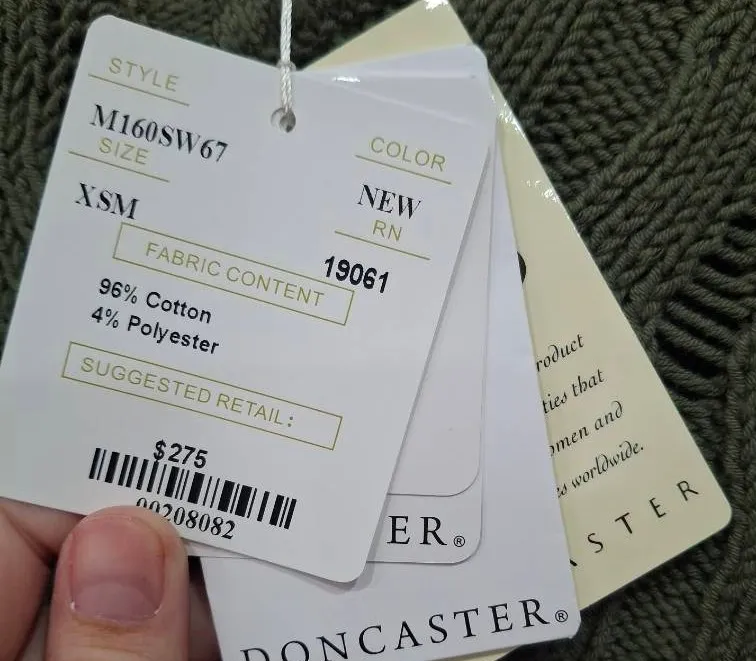 STYLE
M160SW67
SIZE
XSM
COLOR
NEW
RN
19061
FABRIC CONTENT
96% Cotton
4% Polyester
SUGGESTED RETAIL:
$275
00208082
ER®
DONCASTER®
roduct
ties that
omen and
worldwide.
ASTER